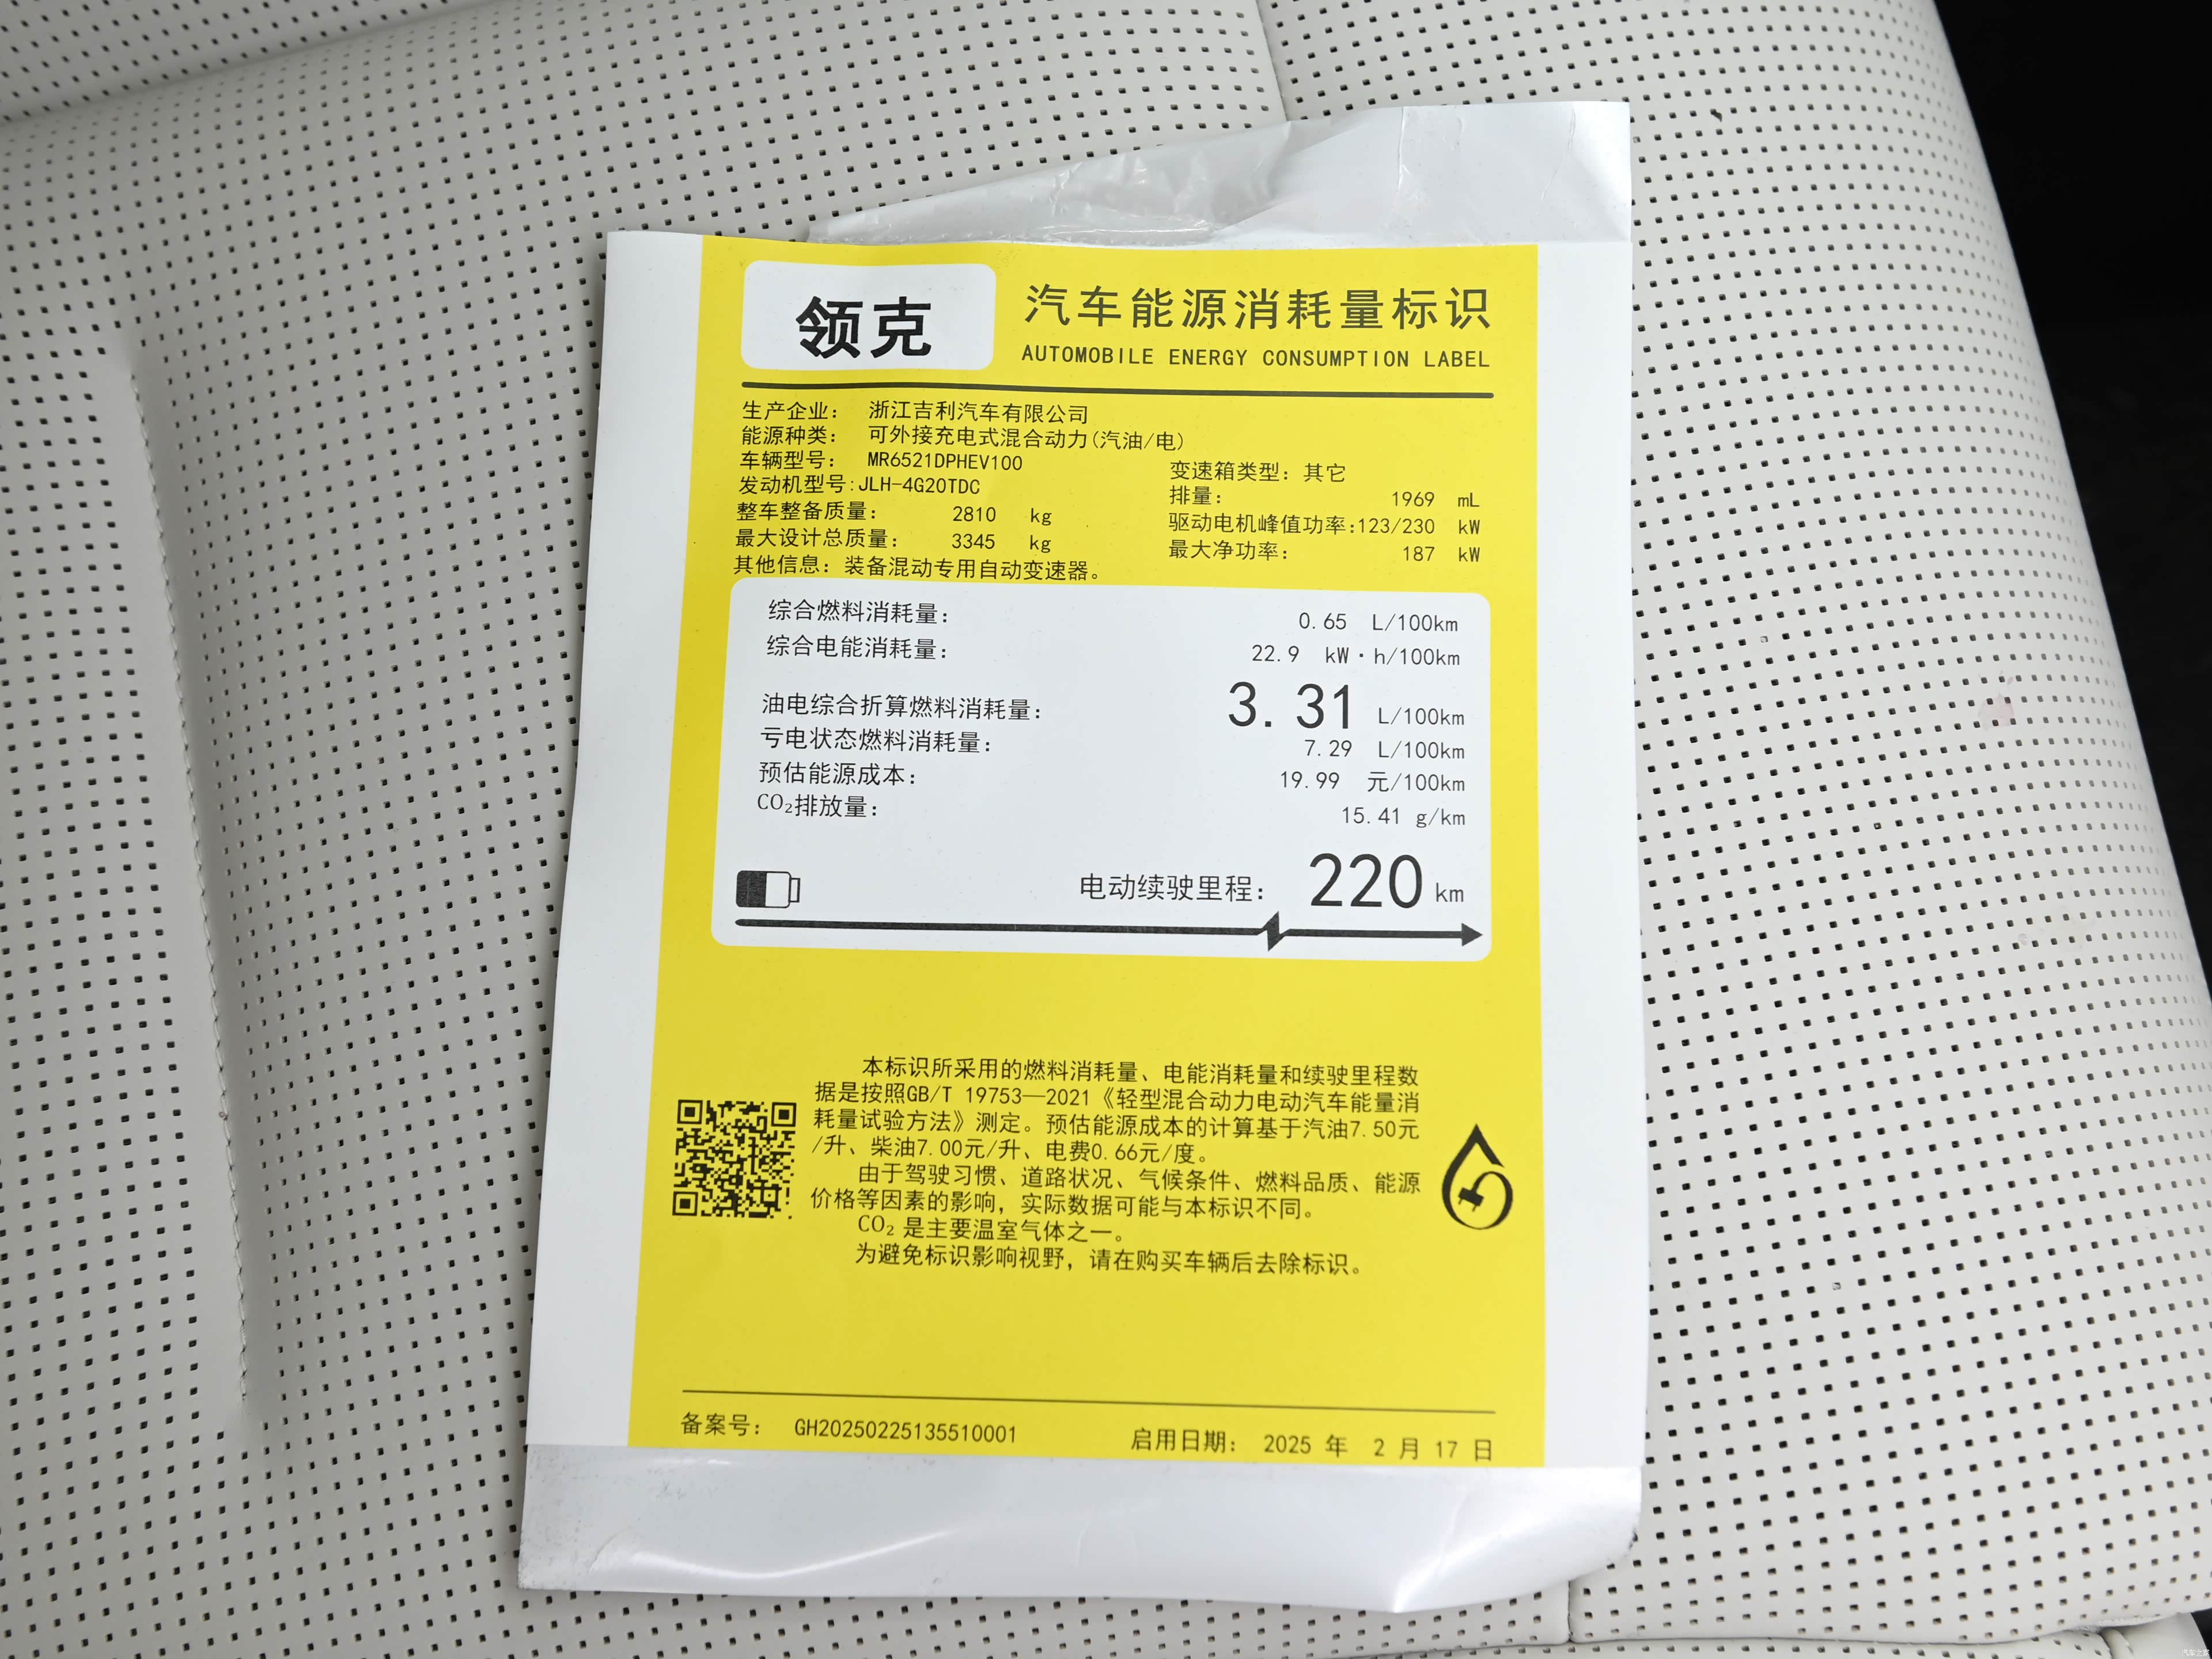 领克
汽车能源消耗量标识
AUTOMOBILE ENERGY CONSUMPTION LABEL
生产企业: 浙江吉利汽车有限公司
能源种类: 可外接充电式混合动力(汽油/电)
车辆型号: MR6521DPHEV100
变速箱类型: 其它
发动机型号:JLH-4G20TDC
排量: 1969 mL
整车整备质量: 2810 kg
驱动电机峰值功率:123/230 kW
最大设计总质量: 3345 kg
最大净功率: 187 kW
其他信息: 装备混动专用自动变速器。
综合燃料消耗量: 0.65 L/100km
综合电能消耗量: 22.9 kW·h/100km
油电综合折算燃料消耗量: 3.31 L/100km
亏电状态燃料消耗量: 7.29 L/100km
预估能源成本: 19.99 元/100km
CO₂排放量: 15.41 g/km
电动续驶里程: 220 km
本标识所采用的燃料消耗量、电能消耗量和续驶里程数
据是按照GB/T 19753—2021《轻型混合动力电动汽车能量消
耗量试验方法》测定。预估能源成本的计算基于汽油7.50元
/升、柴油7.00元/升、电费0.66元/度。
由于驾驶习惯、道路状况、气候条件、燃料品质、能源
价格等因素的影响，实际数据可能与本标识不同。
CO₂ 是主要温室气体之一。
为避免标识影响视野，请在购买车辆后去除标识。
备案号: GH20250225135510001
启用日期: 2025 年 2 月 17 日
汽车之家